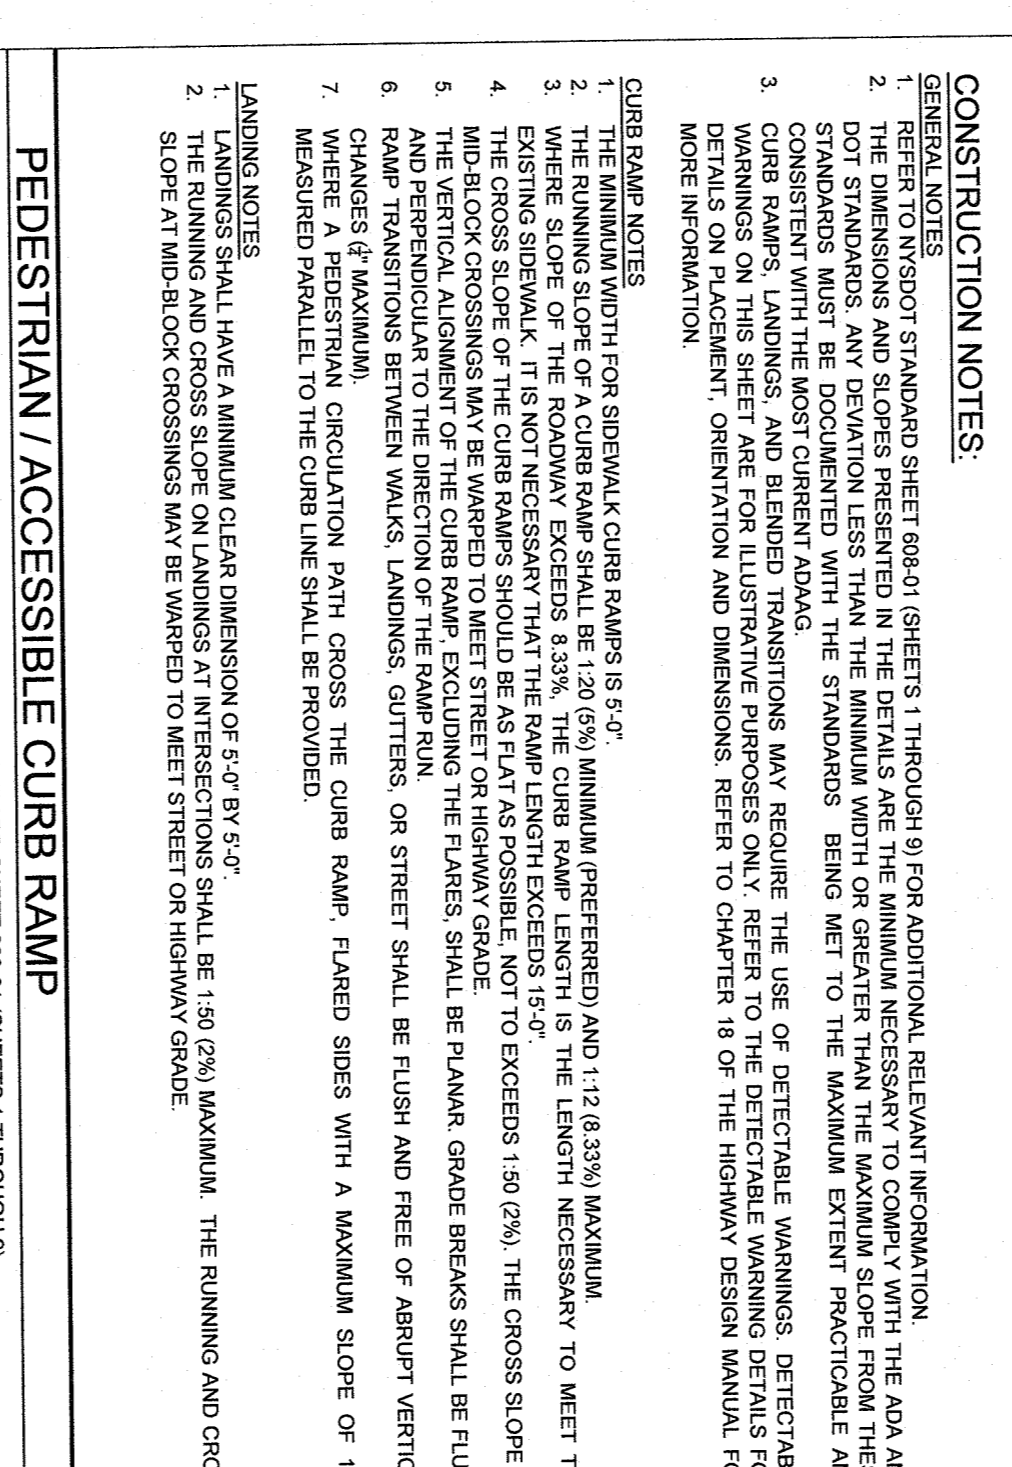 CONSTRUCTION NOTES:
GENERAL NOTES
1. REFER TO NYSDOT STANDARD SHEET 608-01 (SHEETS 1 THROUGH 9) FOR ADDITIONAL RELEVANT INFORMATION.
2. THE DIMENSIONS AND SLOPES PRESENTED IN THE DETAILS ARE THE MINIMUM NECESSARY TO COMPLY WITH THE ADA
DOT STANDARDS. ANY DEVIATION LESS THAN THE MINIMUM WIDTH OR GREATER THAN THE MAXIMUM SLOPE FROM
STANDARDS MUST BE DOCUMENTED WITH THE STANDARDS BEING MET TO THE MAXIMUM EXTENT PRACTICABLE
CONSISTENT WITH THE MOST CURRENT ADAAG.
3. CURB RAMPS, LANDINGS, AND BLENDED TRANSITIONS MAY REQUIRE THE USE OF DETECTABLE WARNINGS.
WARNINGS ON THIS SHEET ARE FOR ILLUSTRATIVE PURPOSES ONLY. REFER TO THE DETECTABLE WARNING DETAILS
DETAILS ON PLACEMENT, ORIENTATION AND DIMENSIONS. REFER TO CHAPTER 18 OF THE HIGHWAY DESIGN MANUAL
MORE INFORMATION.
CURB RAMP NOTES
1. THE MINIMUM WIDTH FOR SIDEWALK CURB RAMPS IS 5'-0".
2. THE RUNNING SLOPE OF A CURB RAMP SHALL BE 1:20 (5%) MINIMUM (PREFERRED) AND 1:12 (8.33%) MAXIMUM.
3. WHERE SLOPE OF THE ROADWAY EXCEEDS 8.33%, THE CURB RAMP LENGTH IS THE LENGTH NECESSARY TO MEET
EXISTING SIDEWALK. IT IS NOT NECESSARY THAT THE RAMP LENGTH EXCEEDS 15'-0".
4. THE CROSS SLOPE OF THE CURB RAMPS SHOULD BE AS FLAT AS POSSIBLE, NOT TO EXCEEDS 1:50 (2%). THE CROSS SLOPE
MID-BLOCK CROSSINGS MAY BE WARPED TO MEET STREET OR HIGHWAY GRADE.
5. THE VERTICAL ALIGNMENT OF THE CURB RAMP, EXCLUDING THE FLARES, SHALL BE PLANAR. GRADE BREAKS SHALL BE
AND PERPENDICULAR TO THE DIRECTION OF THE RAMP RUN.
6. RAMP TRANSITIONS BETWEEN WALKS, LANDINGS, GUTTERS, OR STREET SHALL BE FLUSH AND FREE OF ABRUPT
CHANGES (1/4" MAXIMUM).
7. WHERE A PEDESTRIAN CIRCULATION PATH CROSS THE CURB RAMP, FLARED SIDES WITH A MAXIMUM SLOPE OF
MEASURED PARALLEL TO THE CURB LINE SHALL BE PROVIDED.
LANDING NOTES
1. LANDINGS SHALL HAVE A MINIMUM CLEAR DIMENSION OF 5'-0" BY 5'-0".
2. THE RUNNING AND CROSS SLOPE ON LANDINGS AT INTERSECTIONS SHALL BE 1:50 (2%) MAXIMUM. THE RUNNING AND
SLOPE AT MID-BLOCK CROSSINGS MAY BE WARPED TO MEET STREET OR HIGHWAY GRADE.
PEDESTRIAN / ACCESSIBLE CURB RAMP